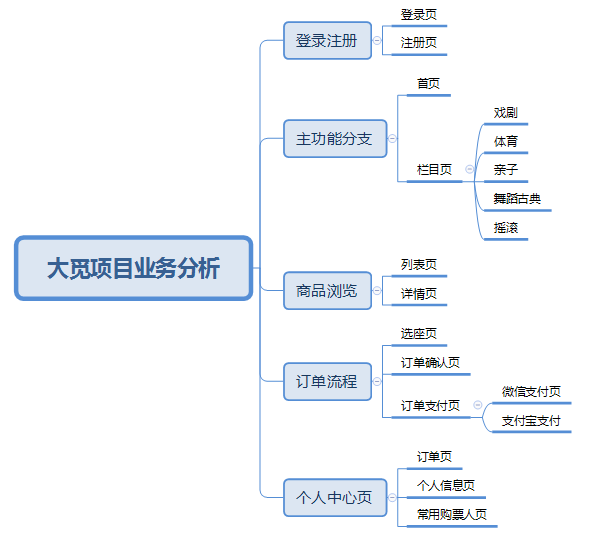 大觅项目业务分析
登录注册
登录页
注册页
主功能分支
首页
栏目页
戏剧
体育
亲子
舞蹈古典
摇滚
商品浏览
列表页
详情页
订单流程
选座页
订单确认页
订单支付页
微信支付页
支付宝支付
个人中心页
订单页
个人信息页
常用购票人页